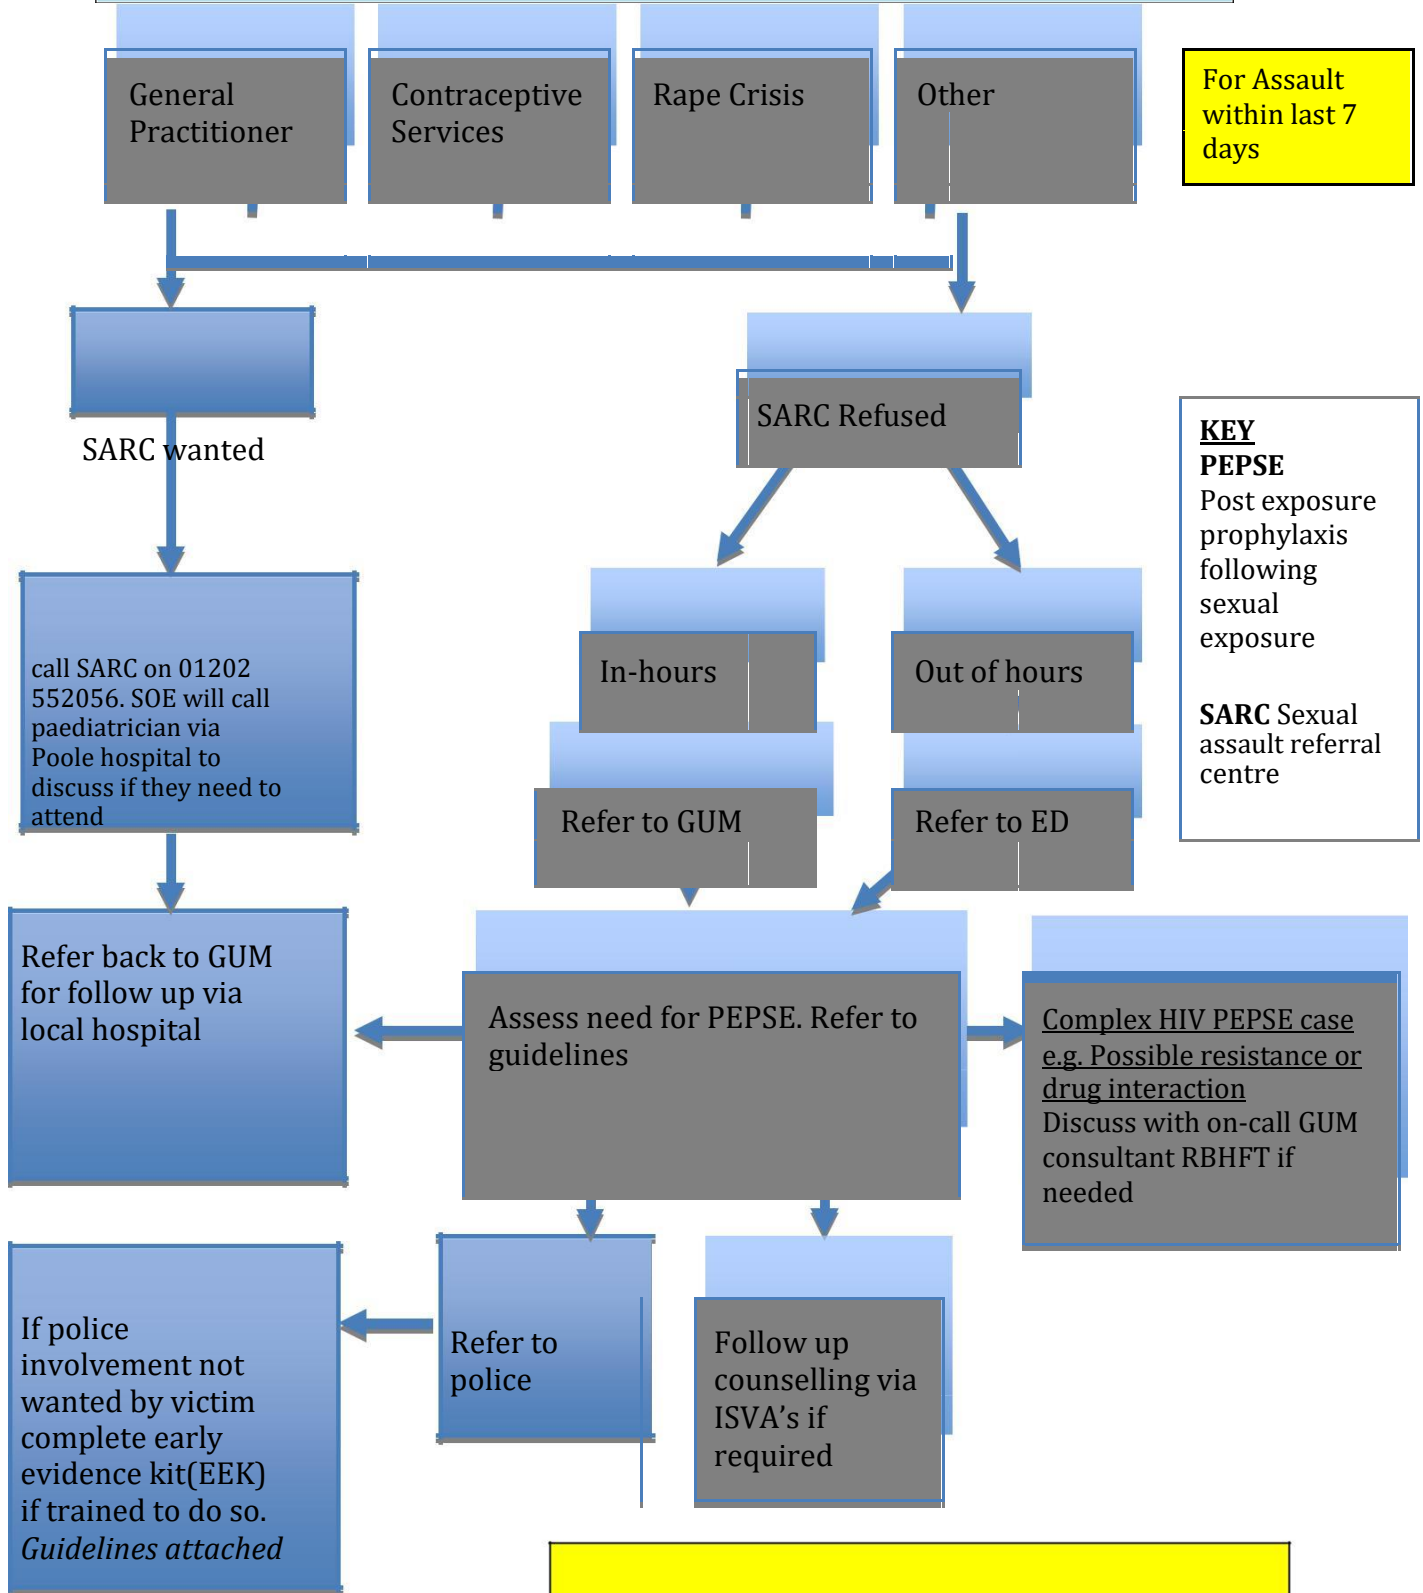 General
Practitioner
Contraceptive
Services
Rape Crisis
Other
For Assault
within last 7
days
SARC wanted
SARC Refused
KEY
PEPSE
Post exposure
prophylaxis
following
sexual
exposure
SARC Sexual
assault referral
centre
call SARC on 01202
552056. SOE will call
paediatrician via
Poole hospital to
discuss if they need to
attend
In-hours
Out of hours
Refer to GUM
Refer to ED
Refer back to GUM
for follow up via
local hospital
Assess need for PEPSE. Refer to
guidelines
Complex HIV PEPSE case
e.g. Possible resistance or
drug interaction
Discuss with on-call GUM
consultant RBHFT if
needed
If police
involvement not
wanted by victim
complete early
evidence kit(EEK)
if trained to do so.
Guidelines attached
Refer to
police
Follow up
counselling via
ISVA’s if
required